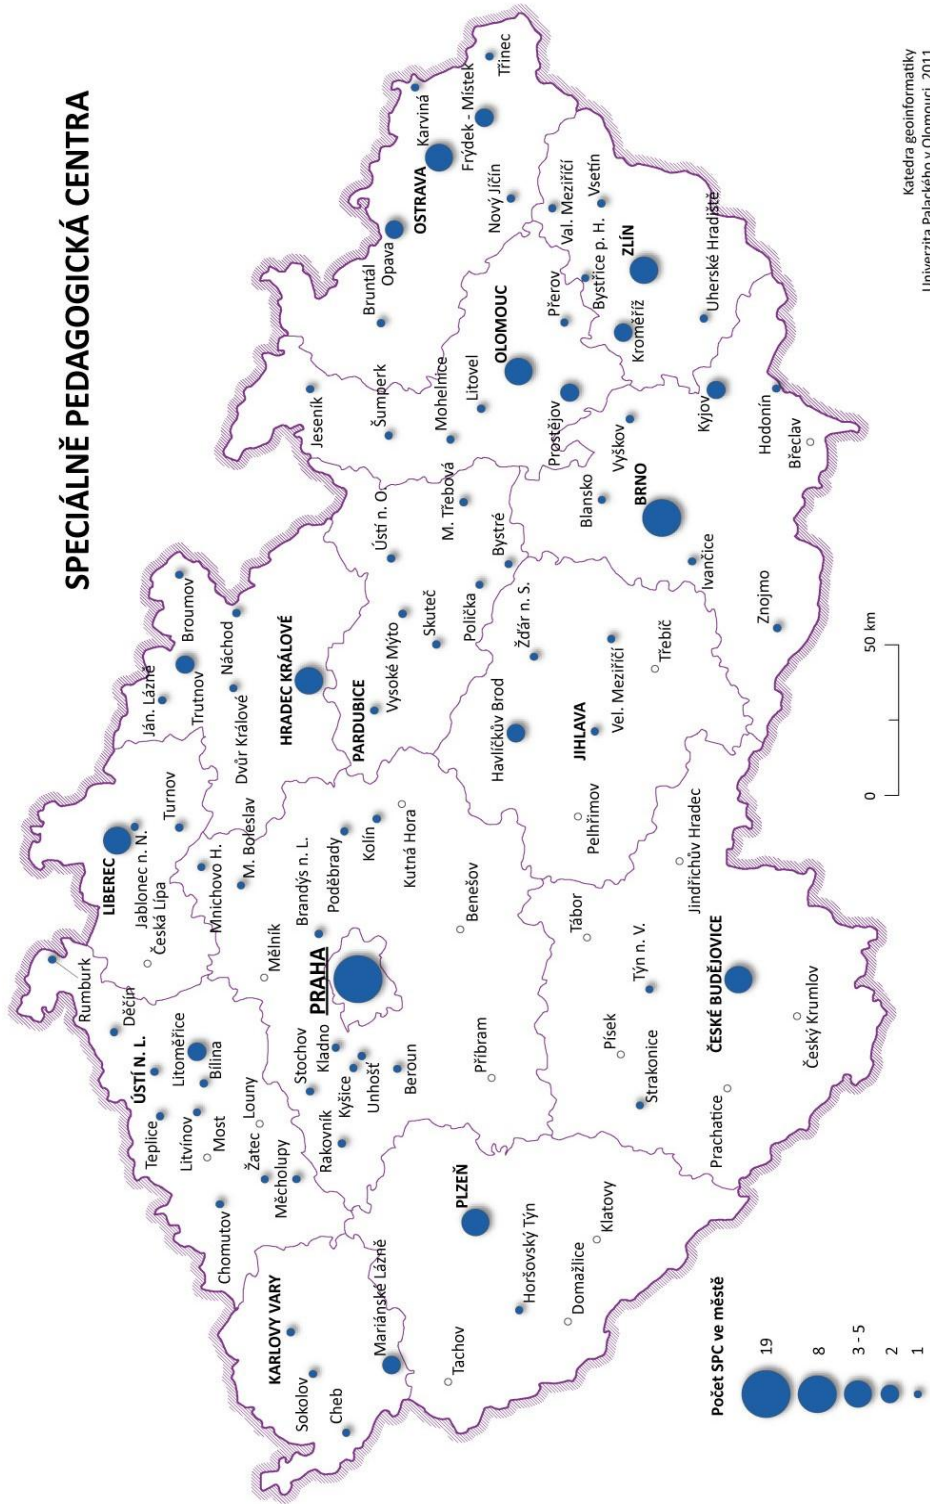 SPECIÁLNĚ PEDAGOGICKÁ CENTRA
Rumburk
Děčín
ÚSTÍ N. L.
Teplice
Litoměřice
Bílina
Litvínov
Most
Chomutov
Žatec
Louny
Měcholupy
LIBEREC
Jablonec n. N.
Česká Lípa
Turnov
Mnichovo H.
M. Boleslav
Ján. Lázně
Trutnov
Broumov
Náchod
Dvůr Králové
HRADEC KRÁLOVÉ
KARLOVY VARY
Sokolov
Cheb
Mariánské Lázně
Mělník
Brandýs n. L.
Poděbrady
Kolín
Kutná Hora
PRAHA
Stochov
Kladno
Rakovník
Kyšice
Uhhošť
Beroun
Benešov
Příbram
PARDUBICE
Vysoké Mýto
Ústí n. O.
Skuteč
M. Třebová
Polička
Bystré
Jeseník
Šumperk
Mohelnice
Litovel
OLOMOUC
Prostějov
Přerov
Bruntál
Opava
OSTRAVA
Karviná
Frýdek - Místek
Třinec
Nový Jíčín
Val. Meziříčí
Vsetín
Bystřice p. H.
ZLÍN
Kroměříž
Uherské Hradiště
Tachov
PLZEŇ
Horšovský Týn
Domažlice
Klatovy
Tábor
Písek
Týn n. V.
Strakonice
Prachatice
ČESKÉ BUDĚJOVICE
Jindřichův Hradec
Český Krumlov
Havlíčkův Brod
Žďár n. S.
JIHLAVA
Pelhřimov
Vel. Meziříčí
Třebíč
Blansko
Vyškov
BRNO
Ivančice
Kyjov
Hodonín
Břeclav
Znojmo
Počet SPC ve městě
19
8
3 - 5
2
1
0
50 km
Katedra geoinformatiky
Univerzita Palackého v Olomouci, 2011